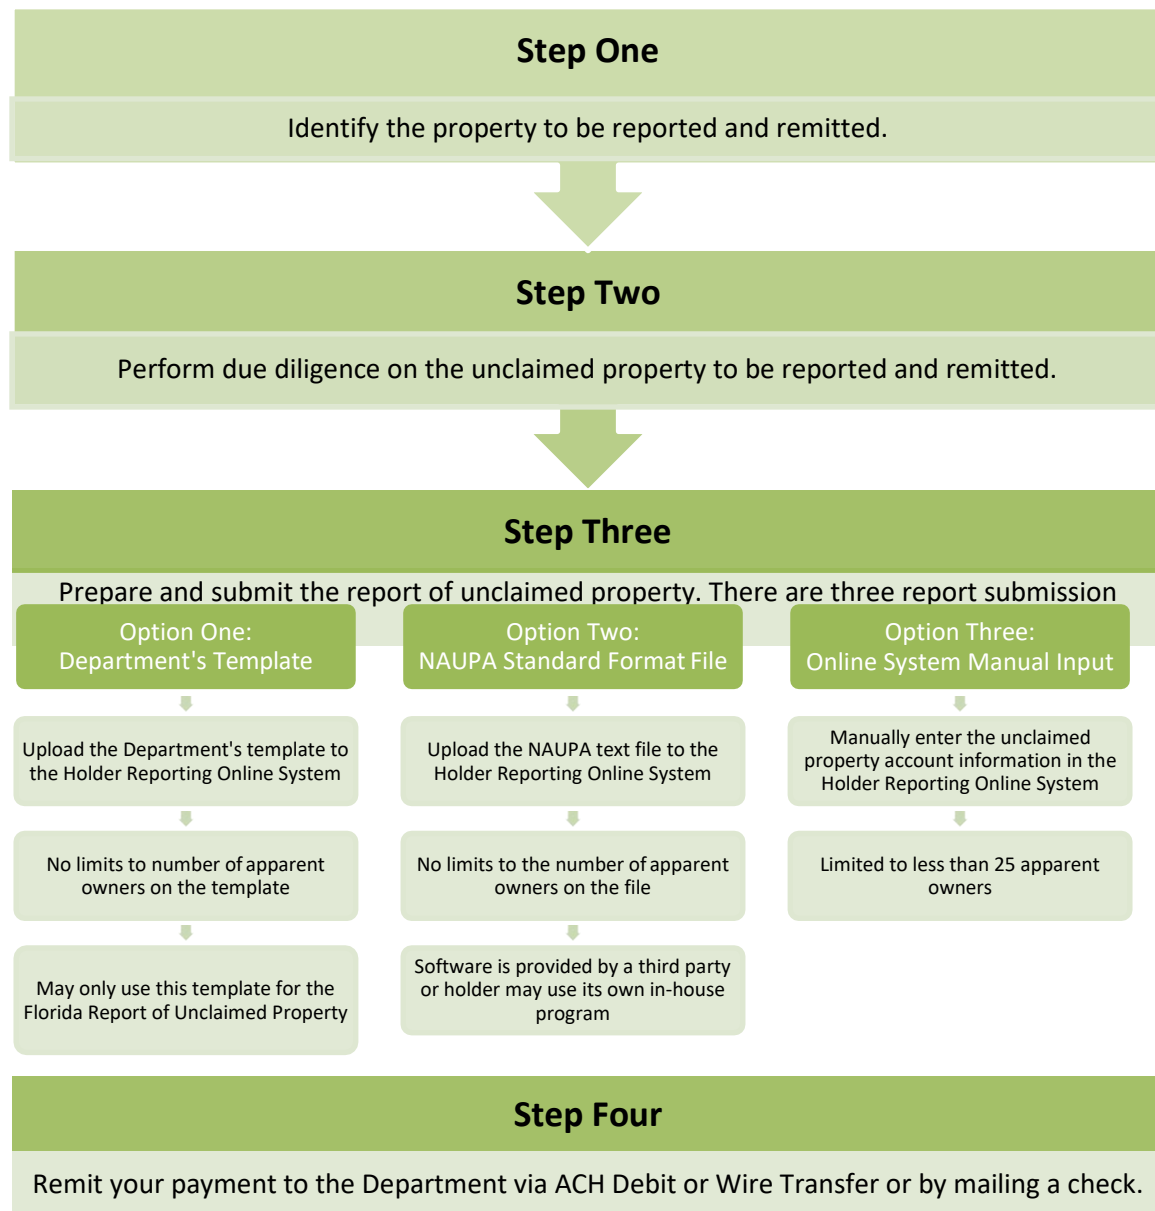 Step One
Identify the property to be reported and remitted.
Step Two
Perform due diligence on the unclaimed property to be reported and remitted.
Step Three
Prepare and submit the report of unclaimed property. There are three report submission
Option One:
Department's Template
Upload the Department's template to
the Holder Reporting Online System
No limits to number of apparent
owners on the template
May only use this template for the
Florida Report of Unclaimed Property
Option Two:
NAUPA Standard Format File
Upload the NAUPA text file to the
Holder Reporting Online System
No limits to the number of apparent
owners on the file
Software is provided by a third party
or holder may use its own in-house
program
Option Three:
Online System Manual Input
Manually enter the unclaimed
property account information in the
Holder Reporting Online System
Limited to less than 25 apparent
owners
Step Four
Remit your payment to the Department via ACH Debit or Wire Transfer or by mailing a check.